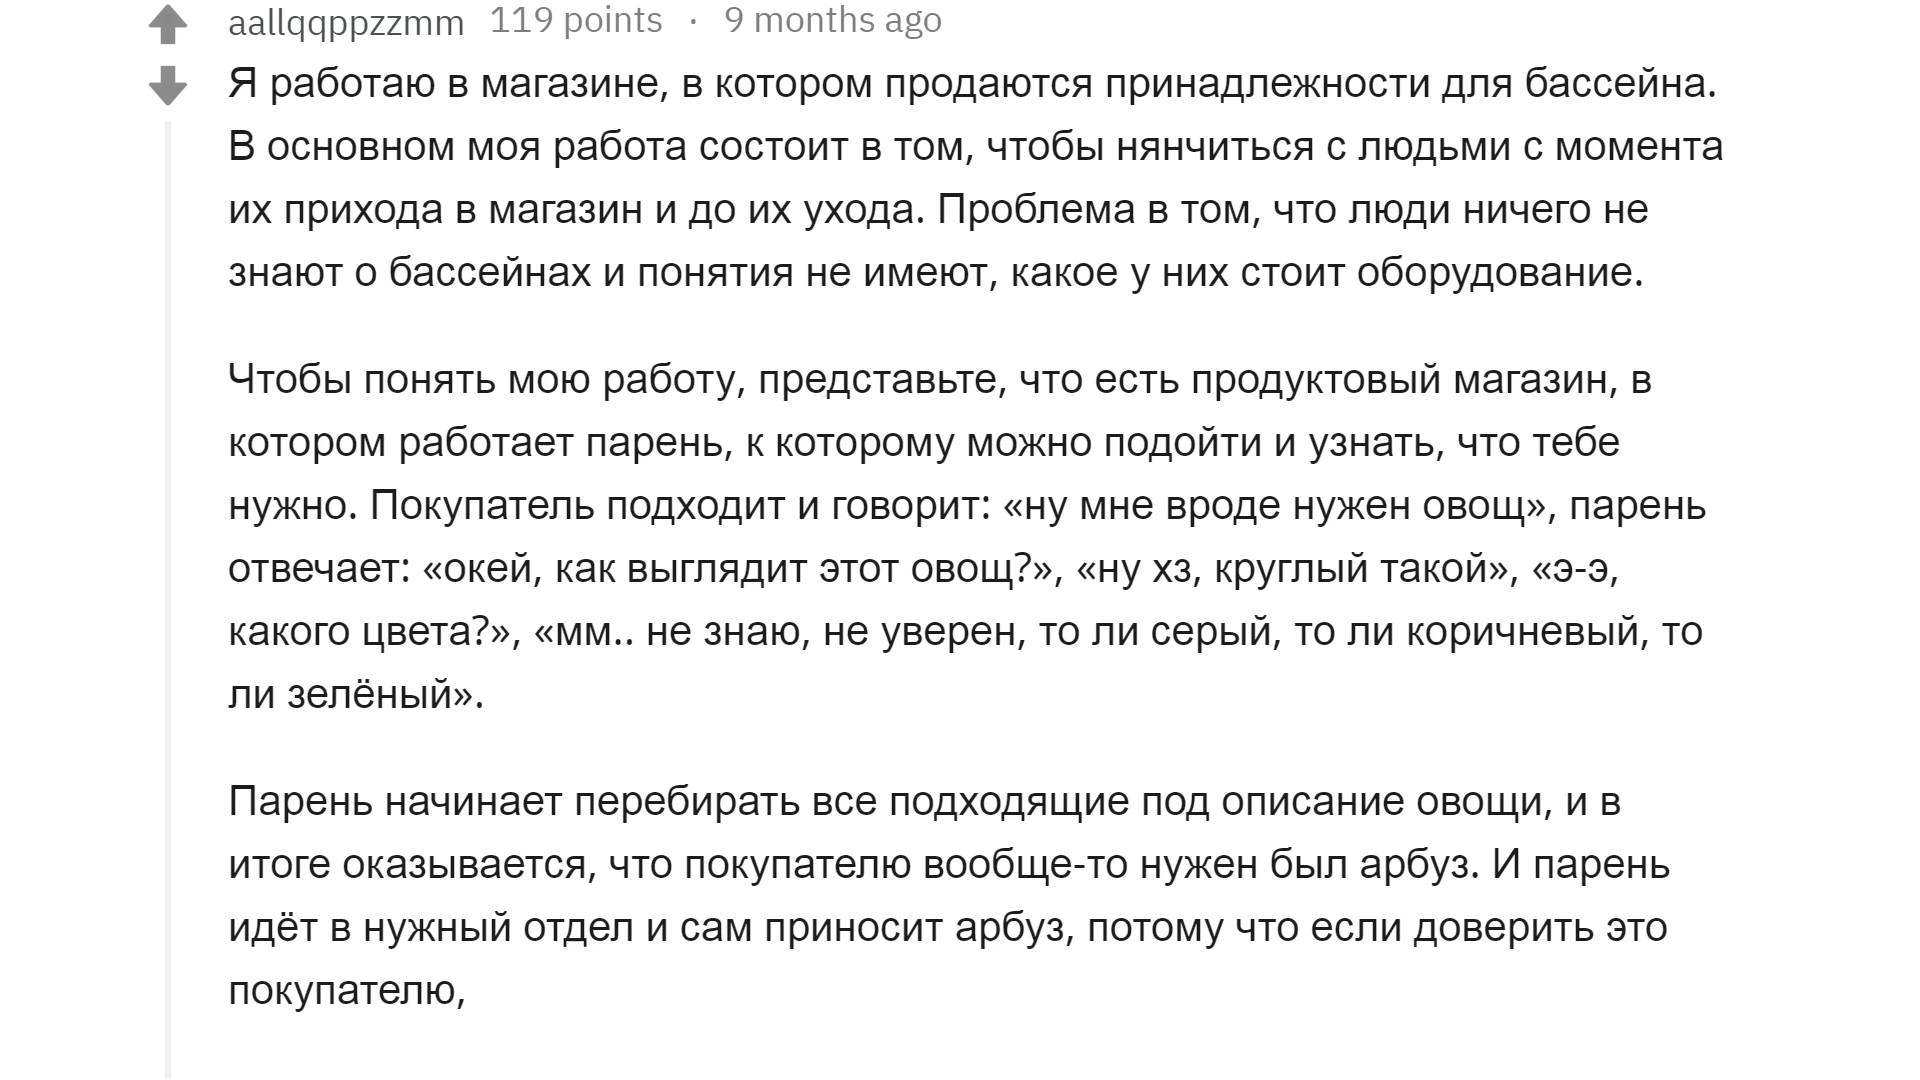 aallqqppzzmm 119 points · 9 months ago
Я работаю в магазине, в котором продаются принадлежности для бассейна.
В основном моя работа состоит в том, чтобы нянчиться с людьми с момента
их прихода в магазин и до их ухода. Проблема в том, что люди ничего не
знают о бассейнах и понятия не имеют, какое у них стоит оборудование.
Чтобы понять мою работу, представьте, что есть продуктовый магазин, в
котором работает парень, к которому можно подойти и узнать, что тебе
нужно. Покупатель подходит и говорит: «ну мне вроде нужен овощ», парень
отвечает: «окей, как выглядит этот овощ?», «ну хз, круглый такой», «э-э,
какого цвета?», «мм.. не знаю, не уверен, то ли серый, то ли коричневый, то
ли зелёный».
Парень начинает перебирать все подходящие под описание овощи, и в
итоге оказывается, что покупателю вообще-то нужен был арбуз. И парень
идёт в нужный отдел и сам приносит арбуз, потому что если доверить это
покупателю,